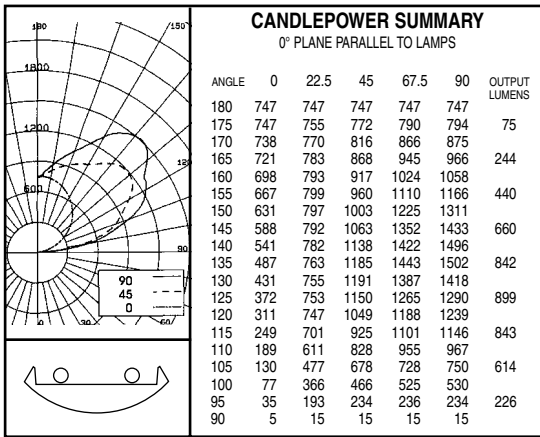 CANDLEPOWER SUMMARY
0° PLANE PARALLEL TO LAMPS
ANGLE 0 22.5 45 67.5 90 OUTPUT LUMENS
180 747 747 747 747 747
175 747 755 772 790 794 75
170 738 770 816 866 875
165 721 783 868 945 966 244
160 698 793 917 1024 1058
155 667 799 960 1110 1166 440
150 631 797 1003 1225 1311
145 588 792 1063 1352 1433 660
140 541 782 1138 1422 1496
135 487 763 1185 1443 1502 842
130 431 755 1191 1387 1418
125 372 753 1150 1265 1290 899
120 311 747 1049 1188 1239
115 249 701 925 1101 1146 843
110 189 611 828 955 967
105 130 477 678 728 750 614
100 77 366 466 525 530
95 35 193 234 236 234 226
90 5 15 15 15 15
180 150
1800
1200
120
600
90
90
45
0
0 30 60